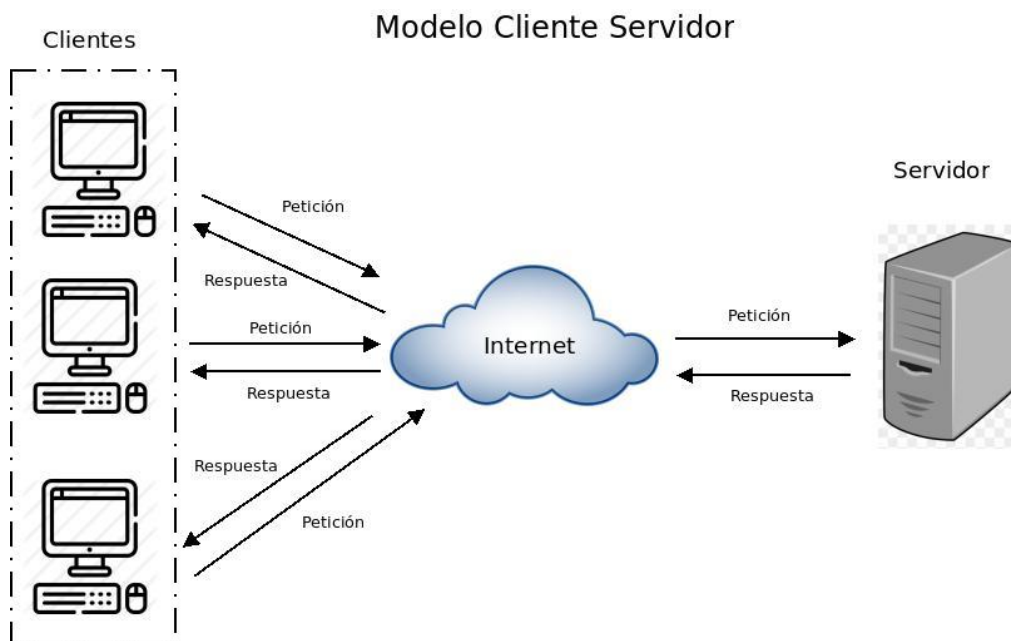 Modelo Cliente Servidor
Clientes
Servidor
Petición
Respuesta
Petición
Respuesta
Internet
Petición
Respuesta
Respuesta
Petición